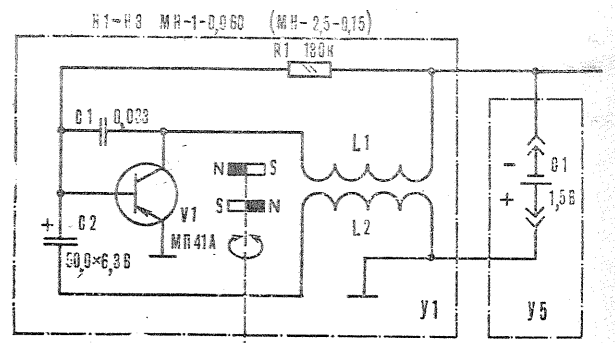 Н1-Н3 МН-1-0,060 (МН-2,5-0,15)
R1 180к
С1 0,033
L1
N S
S N
L2
V1
МП41А
+ С2
50,0×6,3В
- G1
+ 1,5В
У1
У5